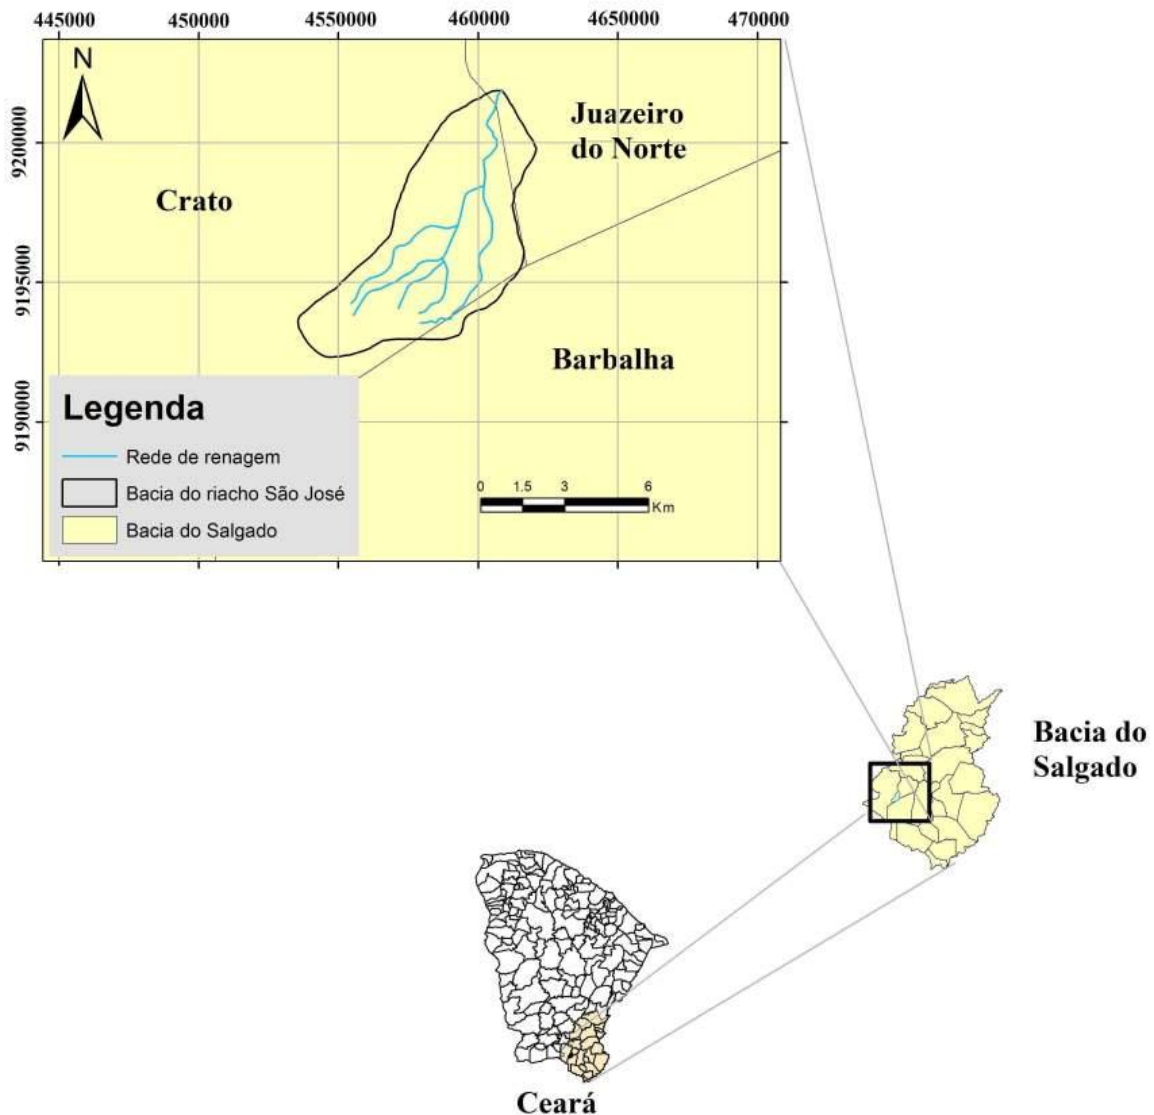 445000 450000 4550000 460000 4650000 470000
N
9200000
9195000
9190000
Juazeiro
do Norte
Crato
Barbalha
Legenda
Rede de renagem
Bacia do riacho São José
Bacia do Salgado
0 1.5 3 6
Km
Bacia do
Salgado
Ceará